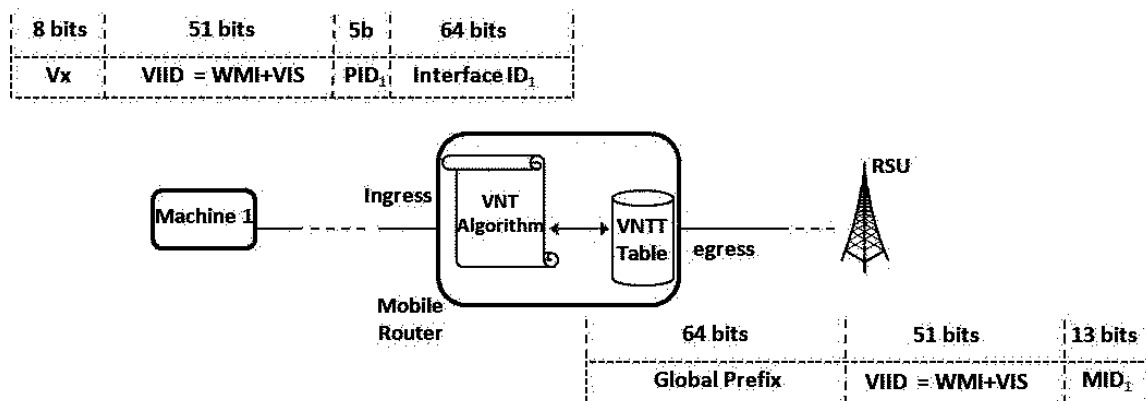 8 bits 51 bits 5b 64 bits
Vx VIID = WMI+VIS PID₁ Interface ID₁
RSU
Ingress VNT
Machine 1 Algorithm VNTT
Table egress
Mobile
Router
64 bits 51 bits 13 bits
Global Prefix VIID = WMI+VIS MID₁